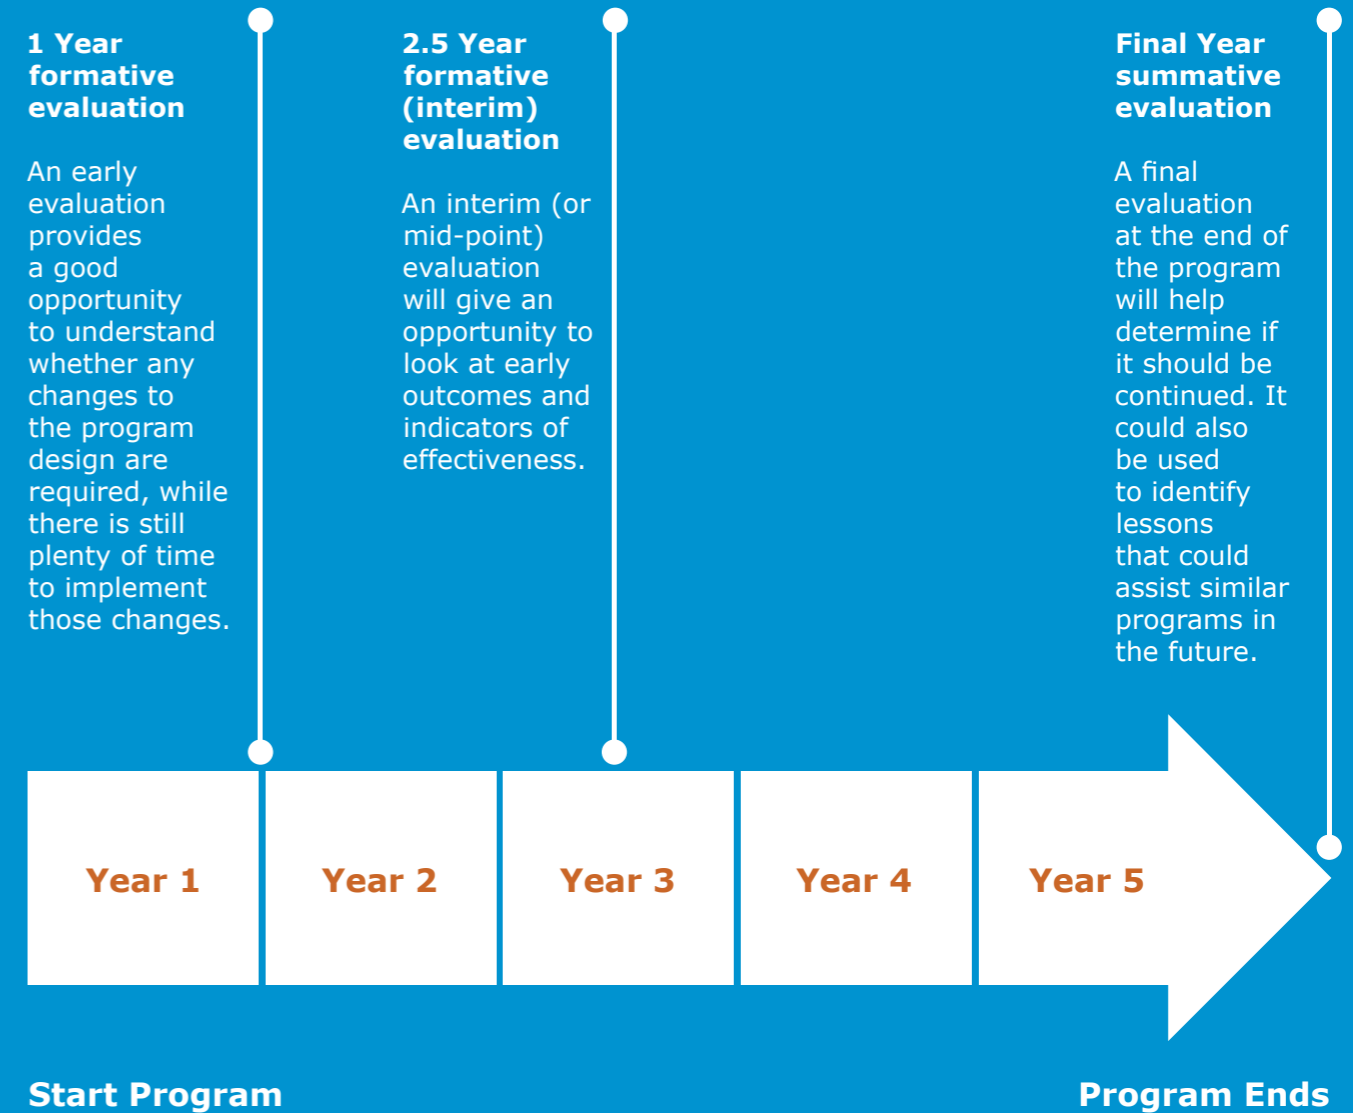 1 Year
formative
evaluation
An early
evaluation
provides
a good
opportunity
to understand
whether any
changes to
the program
design are
required, while
there is still
plenty of time
to implement
those changes.
2.5 Year
formative
(interim)
evaluation
An interim (or
mid-point)
evaluation
will give an
opportunity to
look at early
outcomes and
indicators of
effectiveness.
Final Year
summative
evaluation
A final
evaluation
at the end of
the program
will help
determine if
it should be
continued. It
could also
be used
to identify
lessons
that could
assist similar
programs in
the future.
Year 1
Year 2
Year 3
Year 4
Year 5
Start Program
Program Ends